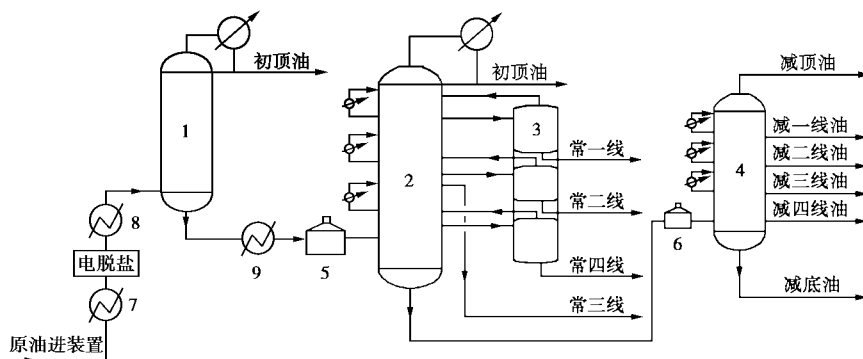 初顶油
初顶油
减顶油
1
3
减一线油
常一线
减二线油
2
4
减三线油
8
常二线
减四线油
电脱盐
9
5
6
常四线
7
常三线
减底油
原油进装置